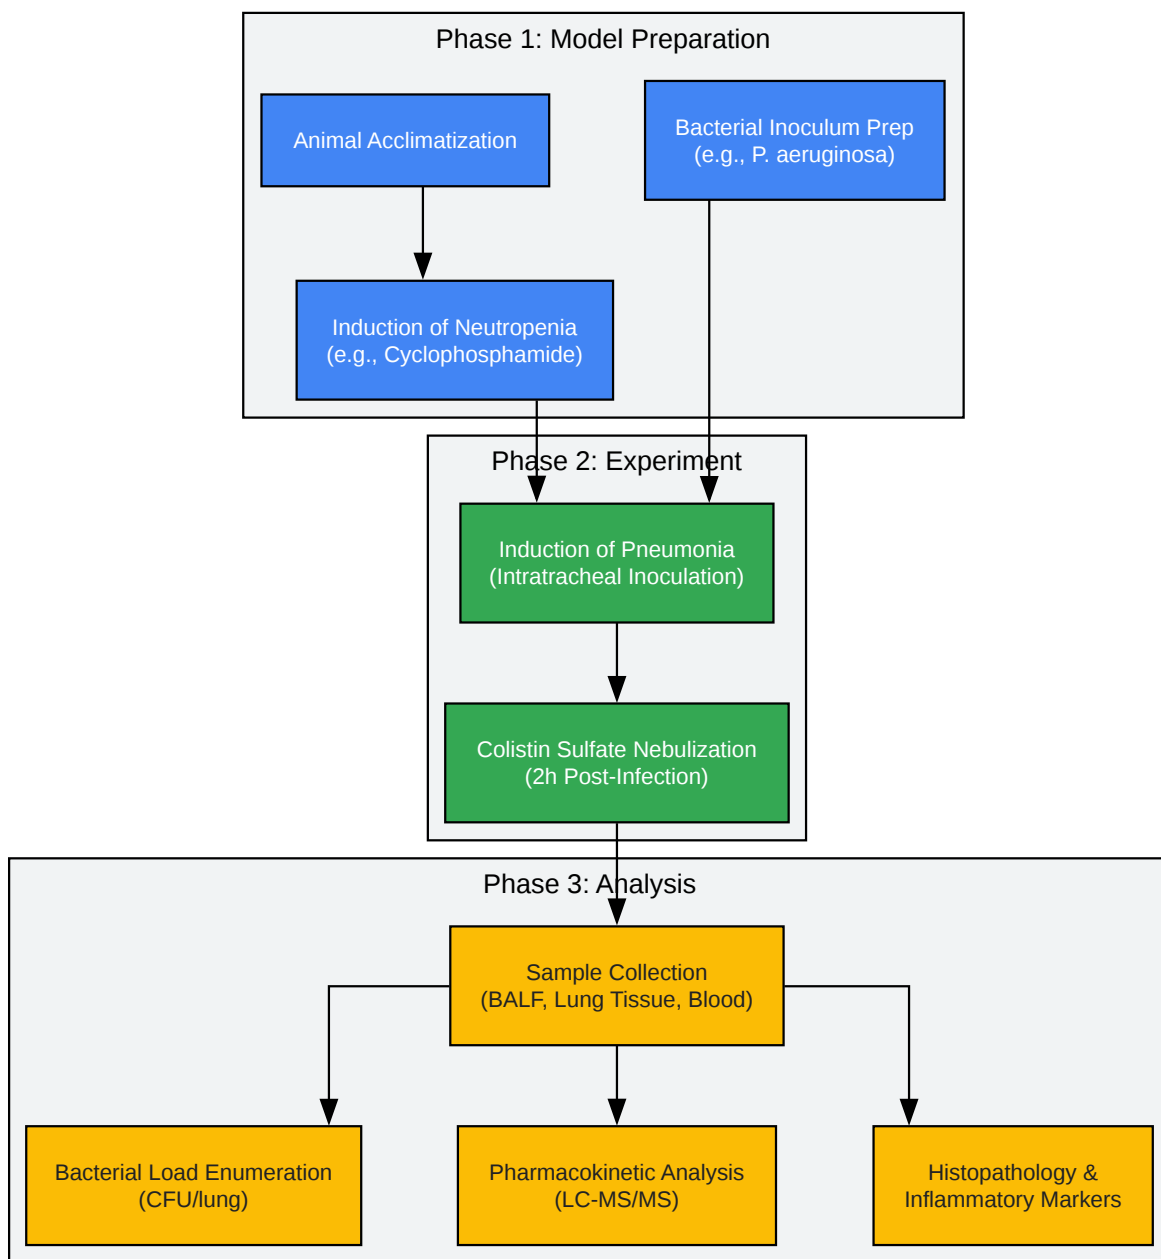 Phase 1: Model Preparation
Animal Acclimatization
Bacterial Inoculum Prep
(e.g., P. aeruginosa)
Induction of Neutropenia
(e.g., Cyclophosphamide)
Phase 2: Experiment
Induction of Pneumonia
(Intratracheal Inoculation)
Colistin Sulfate Nebulization
(2h Post-Infection)
Phase 3: Analysis
Sample Collection
(BALF, Lung Tissue, Blood)
Bacterial Load Enumeration
(CFU/lung)
Pharmacokinetic Analysis
(LC-MS/MS)
Histopathology &
Inflammatory Markers